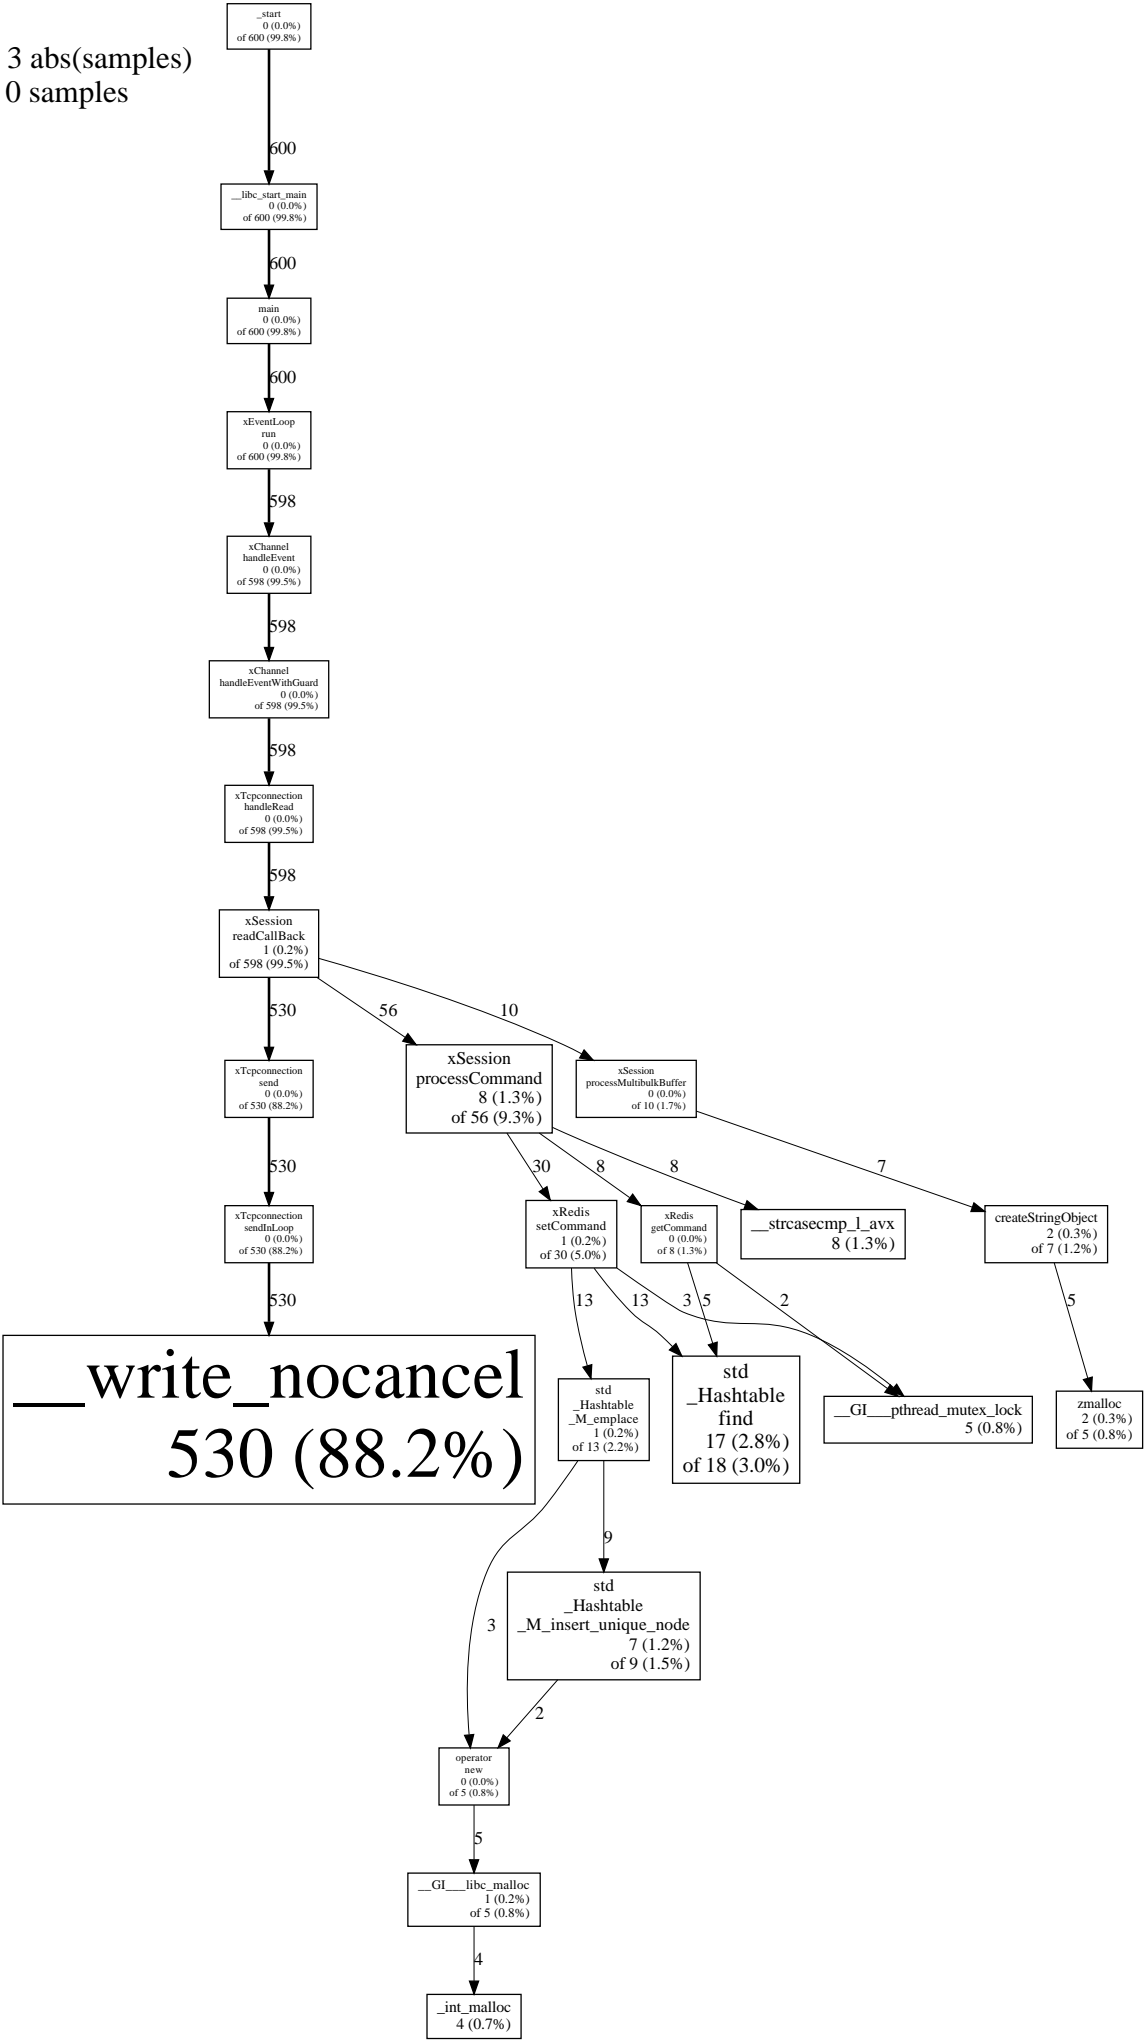 _start
0 (0.0%)
of 600 (99.8%)
3 abs(samples)
0 samples
600
__libc_start_main
0 (0.0%)
of 600 (99.8%)
600
main
0 (0.0%)
of 600 (99.8%)
600
xEventLoop
run
0 (0.0%)
of 600 (99.8%)
598
xChannel
handleEvent
0 (0.0%)
of 598 (99.5%)
598
xChannel
handleEventWithGuard
0 (0.0%)
of 598 (99.5%)
598
xTcpconnection
handleRead
0 (0.0%)
of 598 (99.5%)
598
xSession
readCallBack
1 (0.2%)
of 598 (99.5%)
530
56
10
xTcpconnection
send
0 (0.0%)
of 530 (88.2%)
xSession
processCommand
8 (1.3%)
of 56 (9.3%)
xSession
processMultibulkBuffer
0 (0.0%)
of 10 (1.7%)
530
30
8
8
7
xTcpconnection
sendInLoop
0 (0.0%)
of 530 (88.2%)
xRedis
setCommand
1 (0.2%)
of 30 (5.0%)
xRedis
getCommand
0 (0.0%)
of 8 (1.3%)
__strcasecmp_l_avx
8 (1.3%)
createStringObject
2 (0.3%)
of 7 (1.2%)
530
13
13
3
5
2
5
__write_nocancel
530 (88.2%)
std
_Hashtable
_M_emplace
1 (0.2%)
of 13 (2.2%)
std
_Hashtable
find
17 (2.8%)
of 18 (3.0%)
__GI___pthread_mutex_lock
5 (0.8%)
zmalloc
2 (0.3%)
of 5 (0.8%)
9
3
std
_Hashtable
_M_insert_unique_node
7 (1.2%)
of 9 (1.5%)
2
operator
new
0 (0.0%)
of 5 (0.8%)
5
__GI___libc_malloc
1 (0.2%)
of 5 (0.8%)
4
_int_malloc
4 (0.7%)